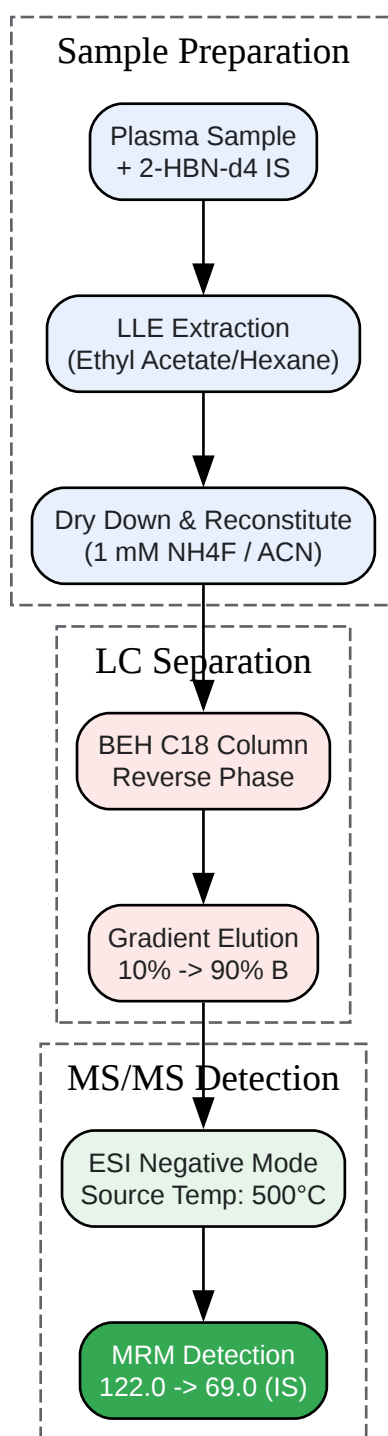 Sample Preparation
Plasma Sample
+ 2-HBN-d4 IS
LLE Extraction
(Ethyl Acetate/Hexane)
Dry Down & Reconstitute
(1 mM NH4F / ACN)
LC Separation
BEH C18 Column
Reverse Phase
Gradient Elution
10% -> 90% B
MS/MS Detection
ESI Negative Mode
Source Temp: 500°C
MRM Detection
122.0 -> 69.0 (IS)